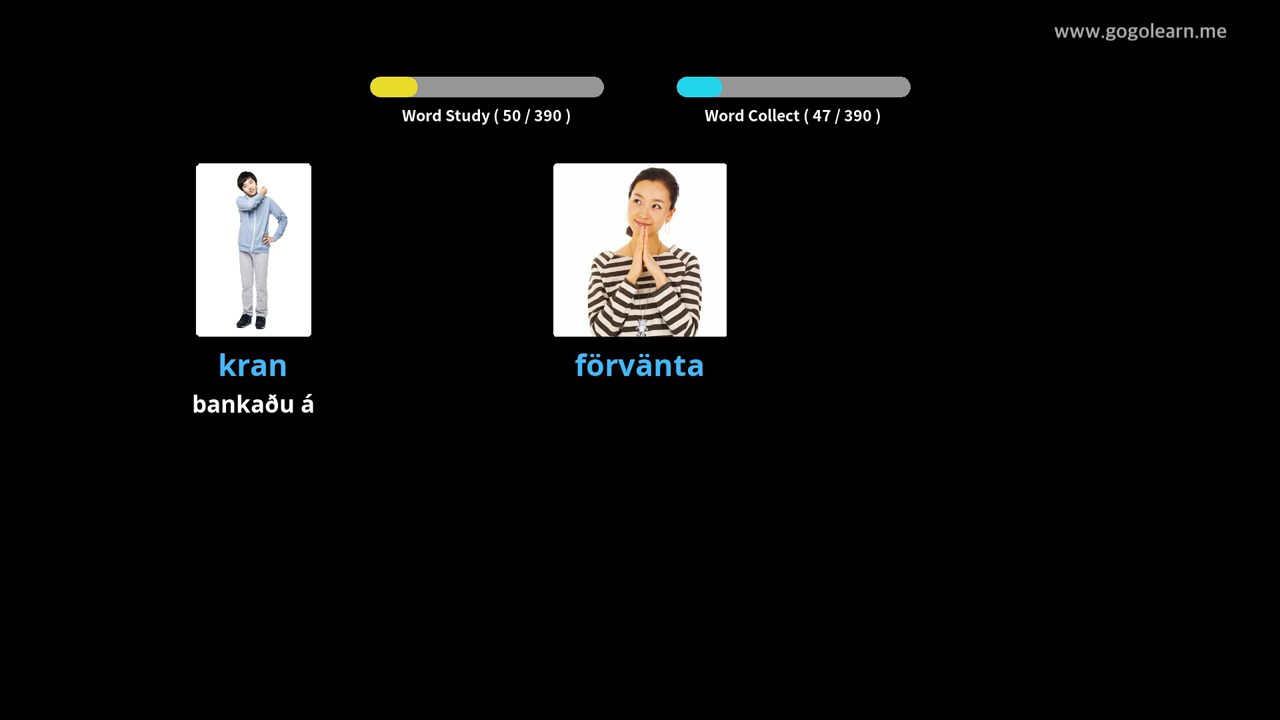 www.gogolearn.me
Word Study ( 50 / 390 )
Word Collect ( 47 / 390 )
kran
bankaðu á
förvänta